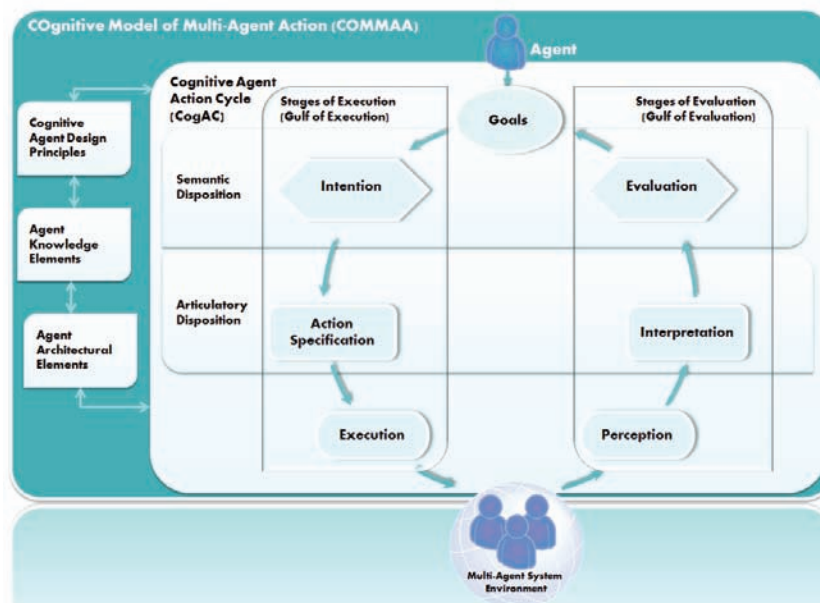 COgnitive Model of Multi-Agent Action (COMMAA)
Agent
Cognitive Agent
Action Cycle
(CogAC)
Stages of Execution
(Gulf of Execution)
Goals
Stages of Evaluation
(Gulf of Evaluation)
Cognitive
Agent Design
Principles
Semantic
Disposition
Intention
Evaluation
Agent
Knowledge
Elements
Articulatory
Disposition
Action
Specification
Interpretation
Agent
Architectural
Elements
Execution
Perception
Multi-Agent System
Environment